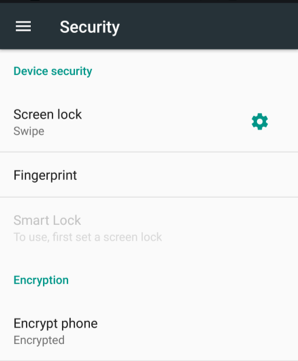 Security
Device security
Screen lock
Swipe
Fingerprint
Smart Lock
To use, first set a screen lock
Encryption
Encrypt phone
Encrypted